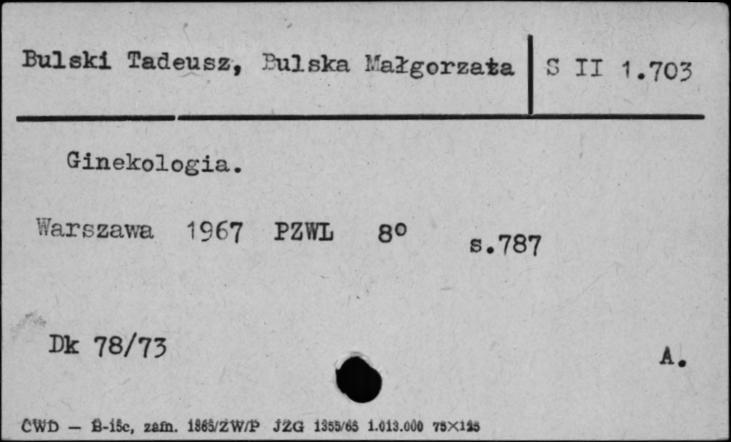 Bulski Tadeusz, Bulska Małgorzata
S II 1.703
Ginekologia.
Warszawa 1967 PZWL 8º s.787
Dk 78/73
A.
CWD — B-15c, zam. 1865/ZW/P JZG 1355/65 1.013.000 75×125